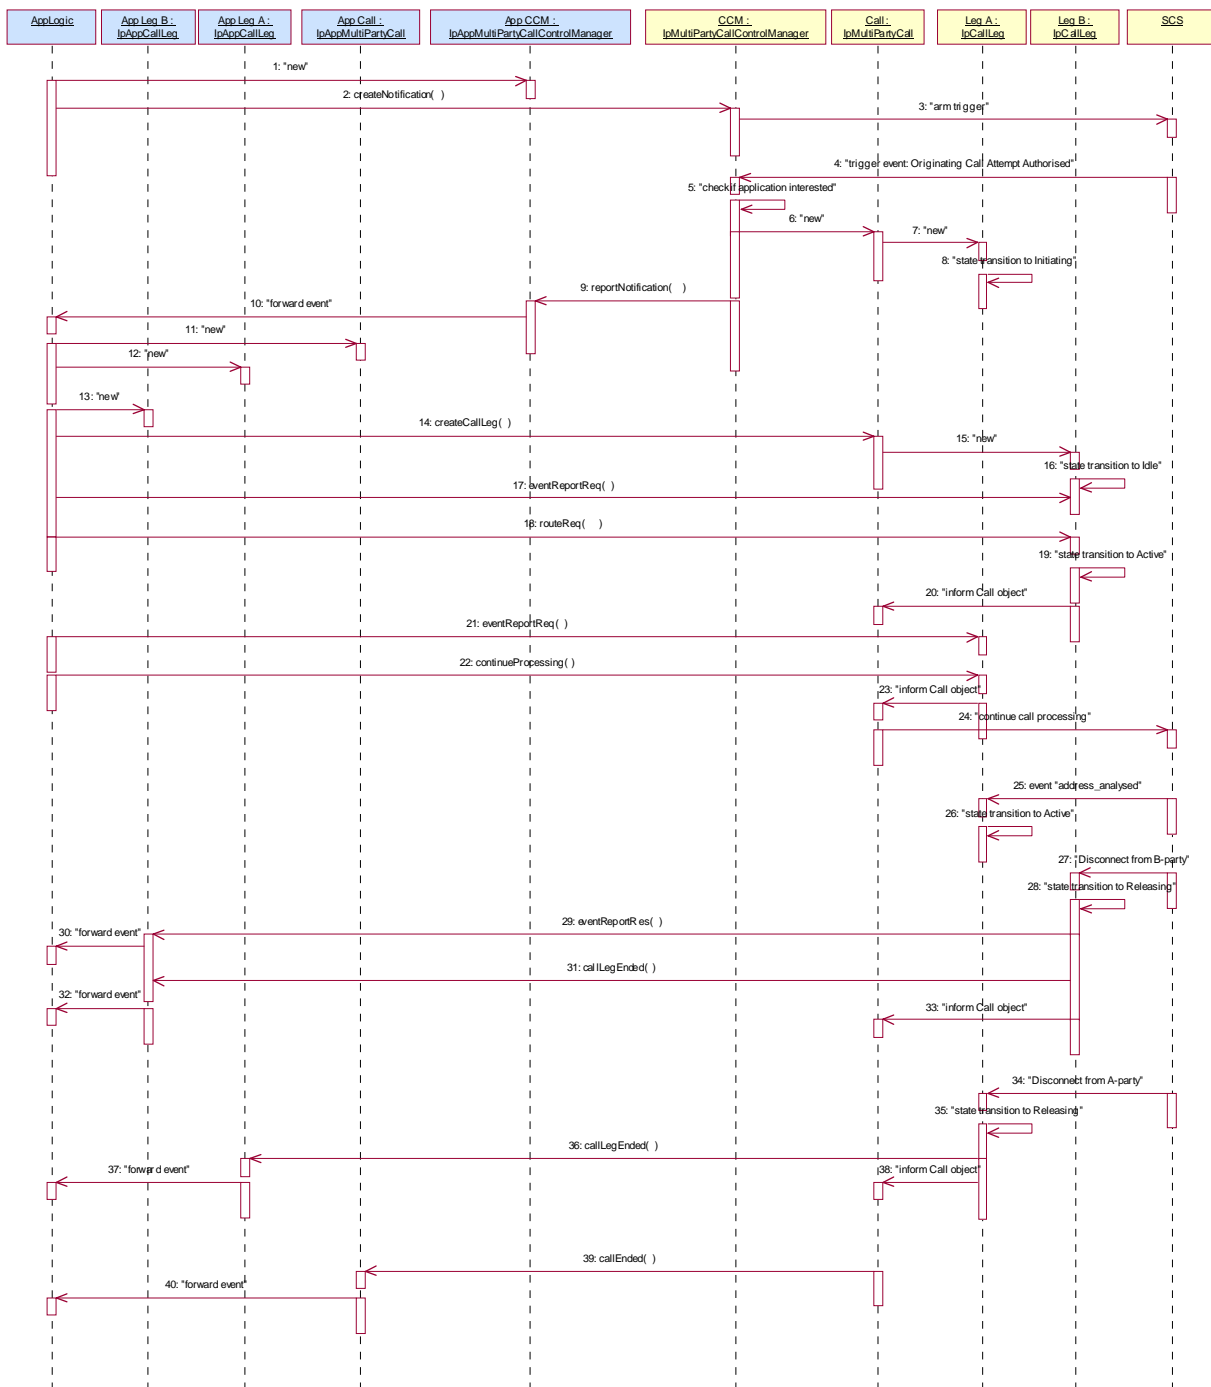 AppLogic
App Leg B :
IpAppCallLeg
App Leg A :
IpAppCallLeg
App Call :
IpAppMultiPartyCall
App CCM :
IpAppMultiPartyCallControlManager
CCM :
IpMultiPartyCallControlManager
Call :
IpMultiPartyCall
Leg A :
IpCallLeg
Leg B :
IpCallLeg
SCS
1: "new"
2: createNotification( )
3: "arm trigger"
4: "trigger event: Originating Call Attempt Authorised"
5: "check if application interested"
6: "new"
7: "new"
8: "state transition to Initiating"
9: reportNotification( )
10: "forward event"
11: "new"
12: "new"
13: "new"
14: createCallLeg( )
15: "new"
16: "state transition to Idle"
17: eventReportReq( )
18: routeReq( )
19: "state transition to Active"
20: "inform Call object"
21: eventReportReq( )
22: continueProcessing( )
23: "inform Call object"
24: "continue call processing"
25: event "address_analysed"
26: "state transition to Active"
27: "Disconnect from B-party"
28: "state transition to Releasing"
29: eventReportRes( )
30: "forward event"
31: callLegEnded( )
32: "forward event"
33: "inform Call object"
34: "Disconnect from A-party"
35: "state transition to Releasing"
36: callLegEnded( )
37: "forward event"
38: "inform Call object"
39: callEnded( )
40: "forward event"